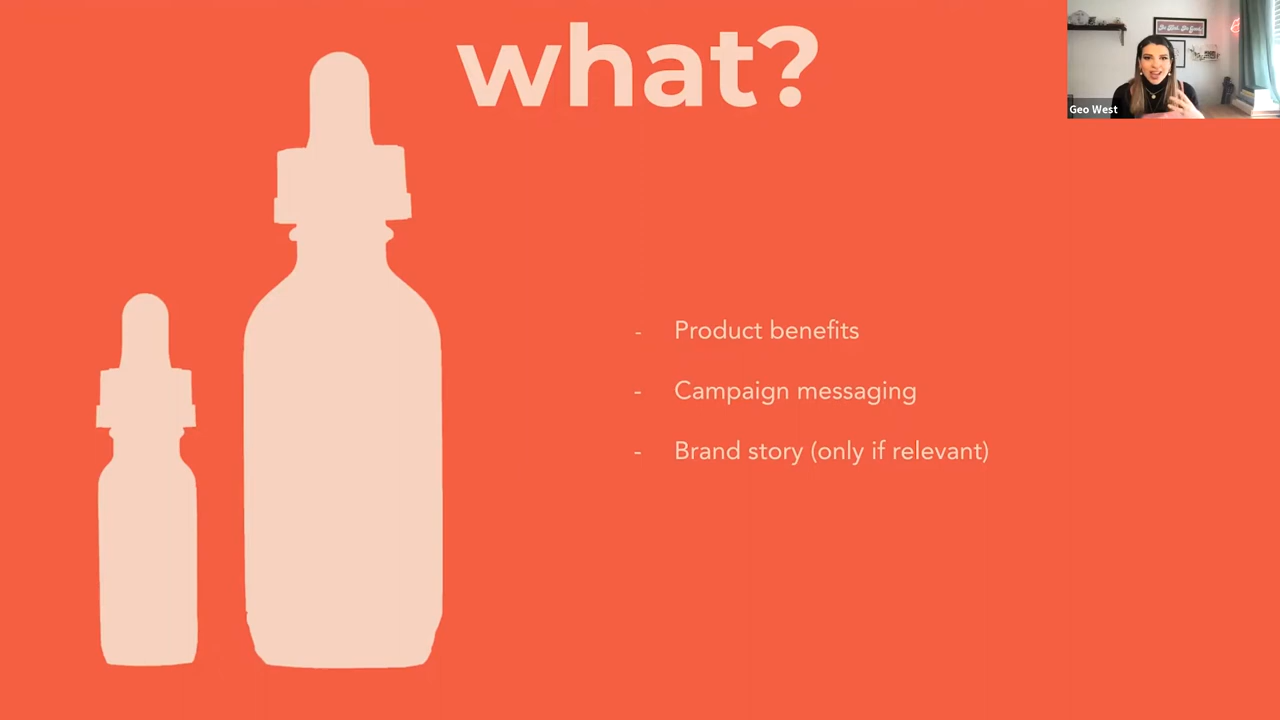 what?
Geo West
- Product benefits
- Campaign messaging
- Brand story (only if relevant)